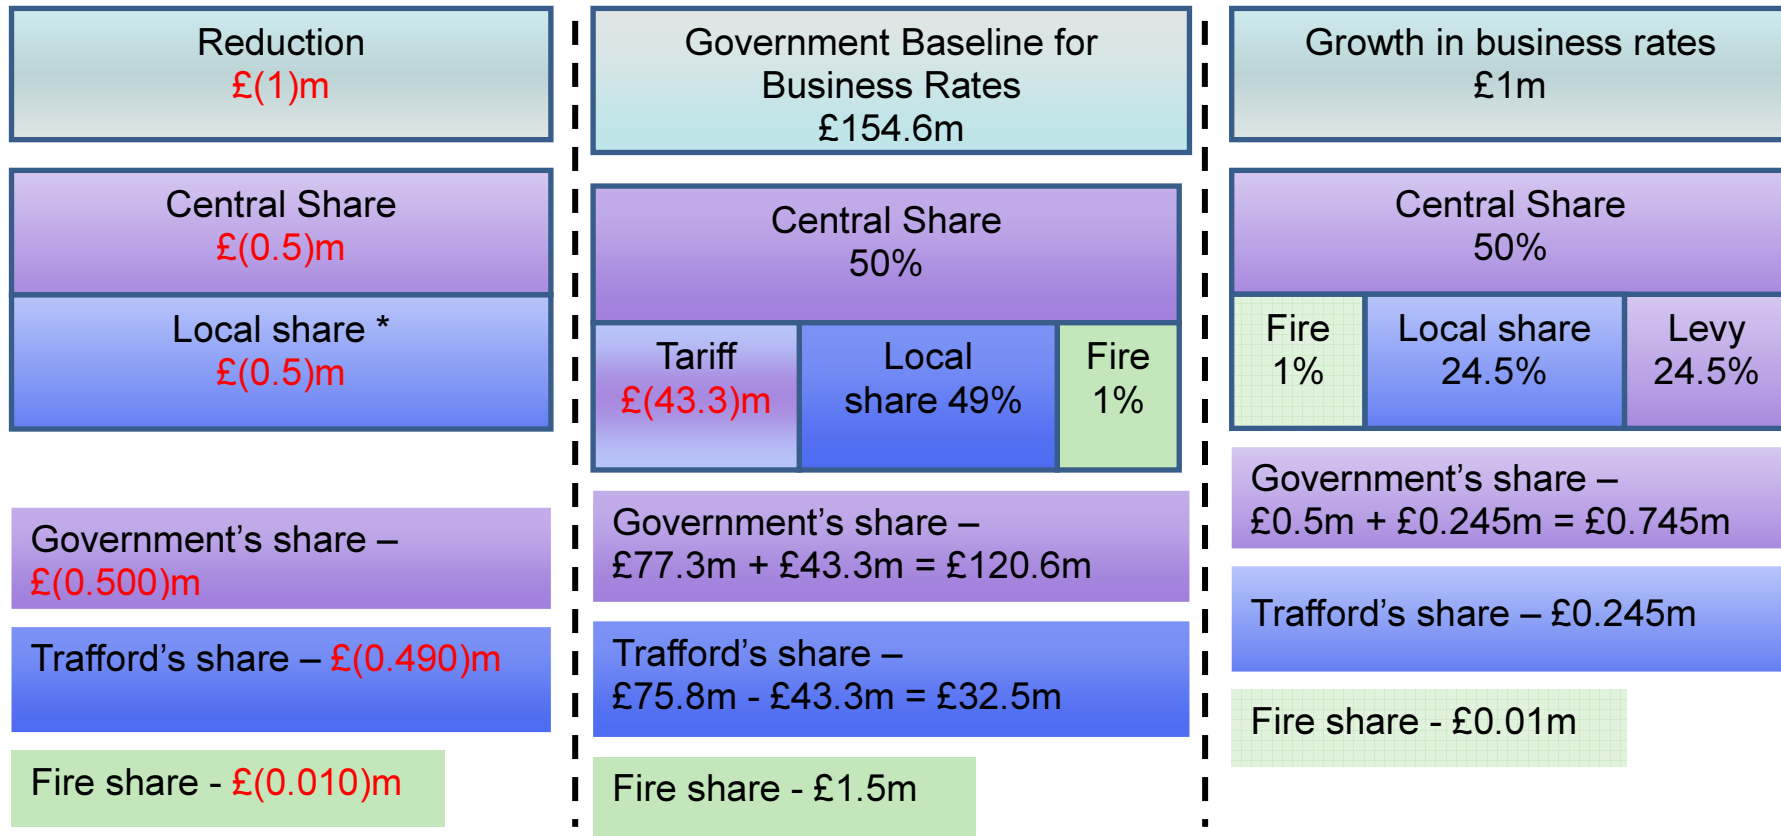 Reduction
£(1)m
Central Share
£(0.5)m
Local share *
£(0.5)m
Government’s share –
£(0.500)m
Trafford’s share – £(0.490)m
Fire share - £(0.010)m
Government Baseline for
Business Rates
£154.6m
Central Share
50%
Tariff
£(43.3)m
Local
share 49%
Fire
1%
Government’s share –
£77.3m + £43.3m = £120.6m
Trafford’s share –
£75.8m - £43.3m = £32.5m
Fire share - £1.5m
Growth in business rates
£1m
Central Share
50%
Fire
1%
Local share
24.5%
Levy
24.5%
Government’s share –
£0.5m + £0.245m = £0.745m
Trafford’s share – £0.245m
Fire share - £0.01m